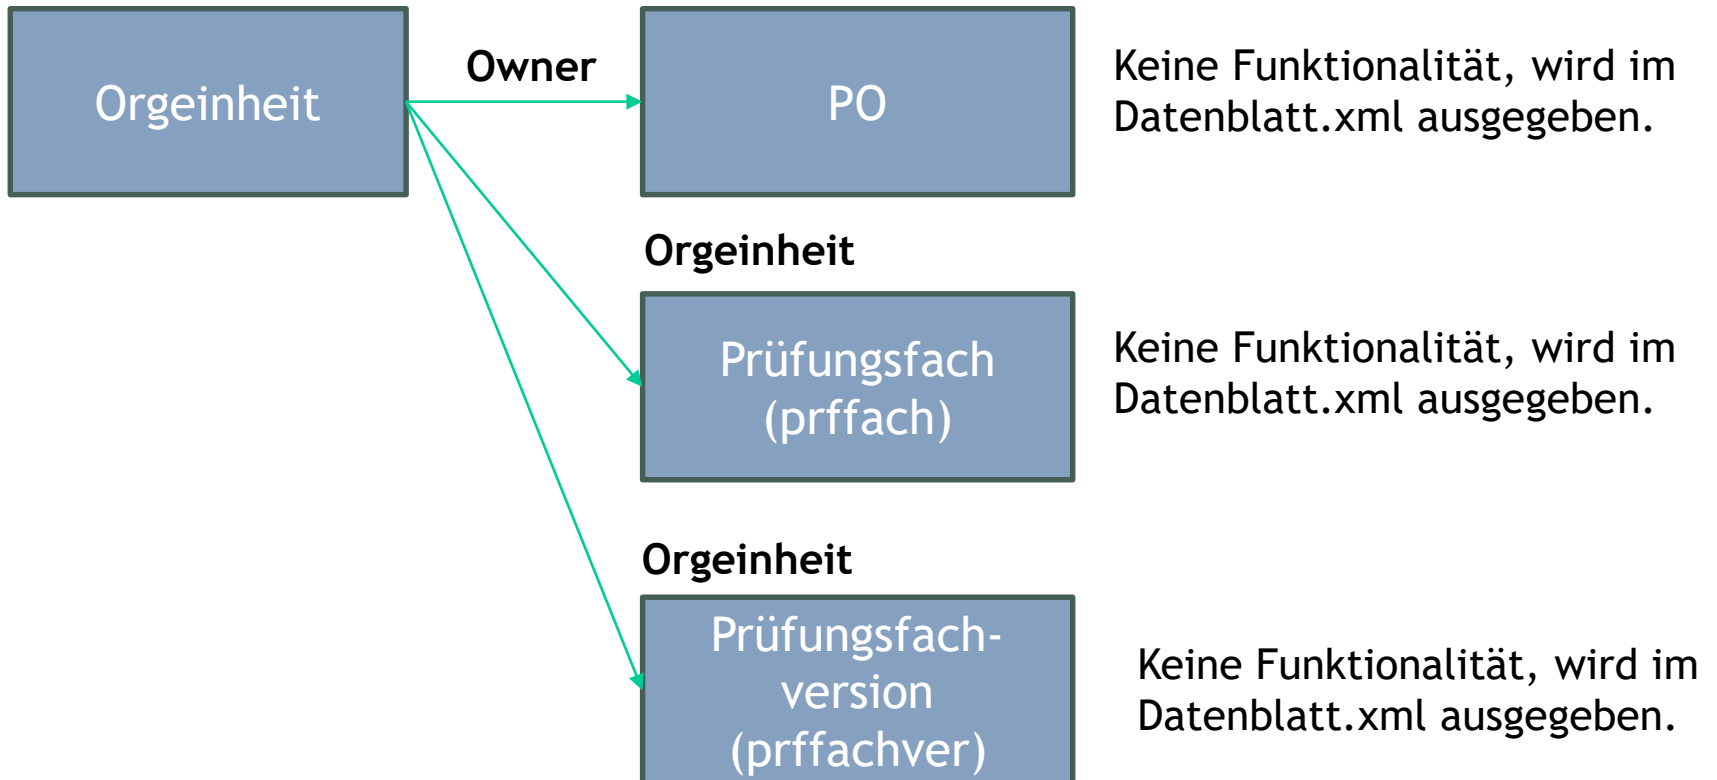 Orgeinheit
Owner
PO
Keine Funktionalität, wird im
Datenblatt.xml ausgegeben.
Orgeinheit
Prüfungsfach
(prffach)
Keine Funktionalität, wird im
Datenblatt.xml ausgegeben.
Orgeinheit
Prüfungsfach-
version
(prffachver)
Keine Funktionalität, wird im
Datenblatt.xml ausgegeben.